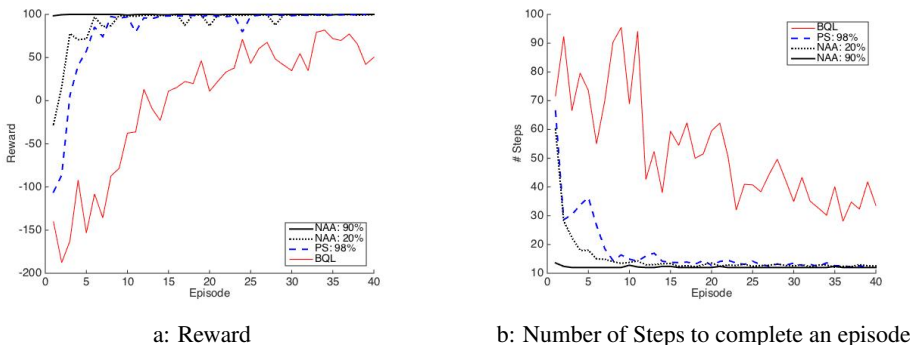 100
50
0
-50
-100
-150
-200
Reward
0 5 10 15 20 25 30 35 40
Episode
NAA: 90%
NAA: 20%
PS: 98%
BQL
a: Reward
100
90
80
70
60
50
40
30
20
10
# Steps
0 5 10 15 20 25 30 35 40
Episode
BQL
PS: 98%
NAA: 20%
NAA: 90%
b: Number of Steps to complete an episode